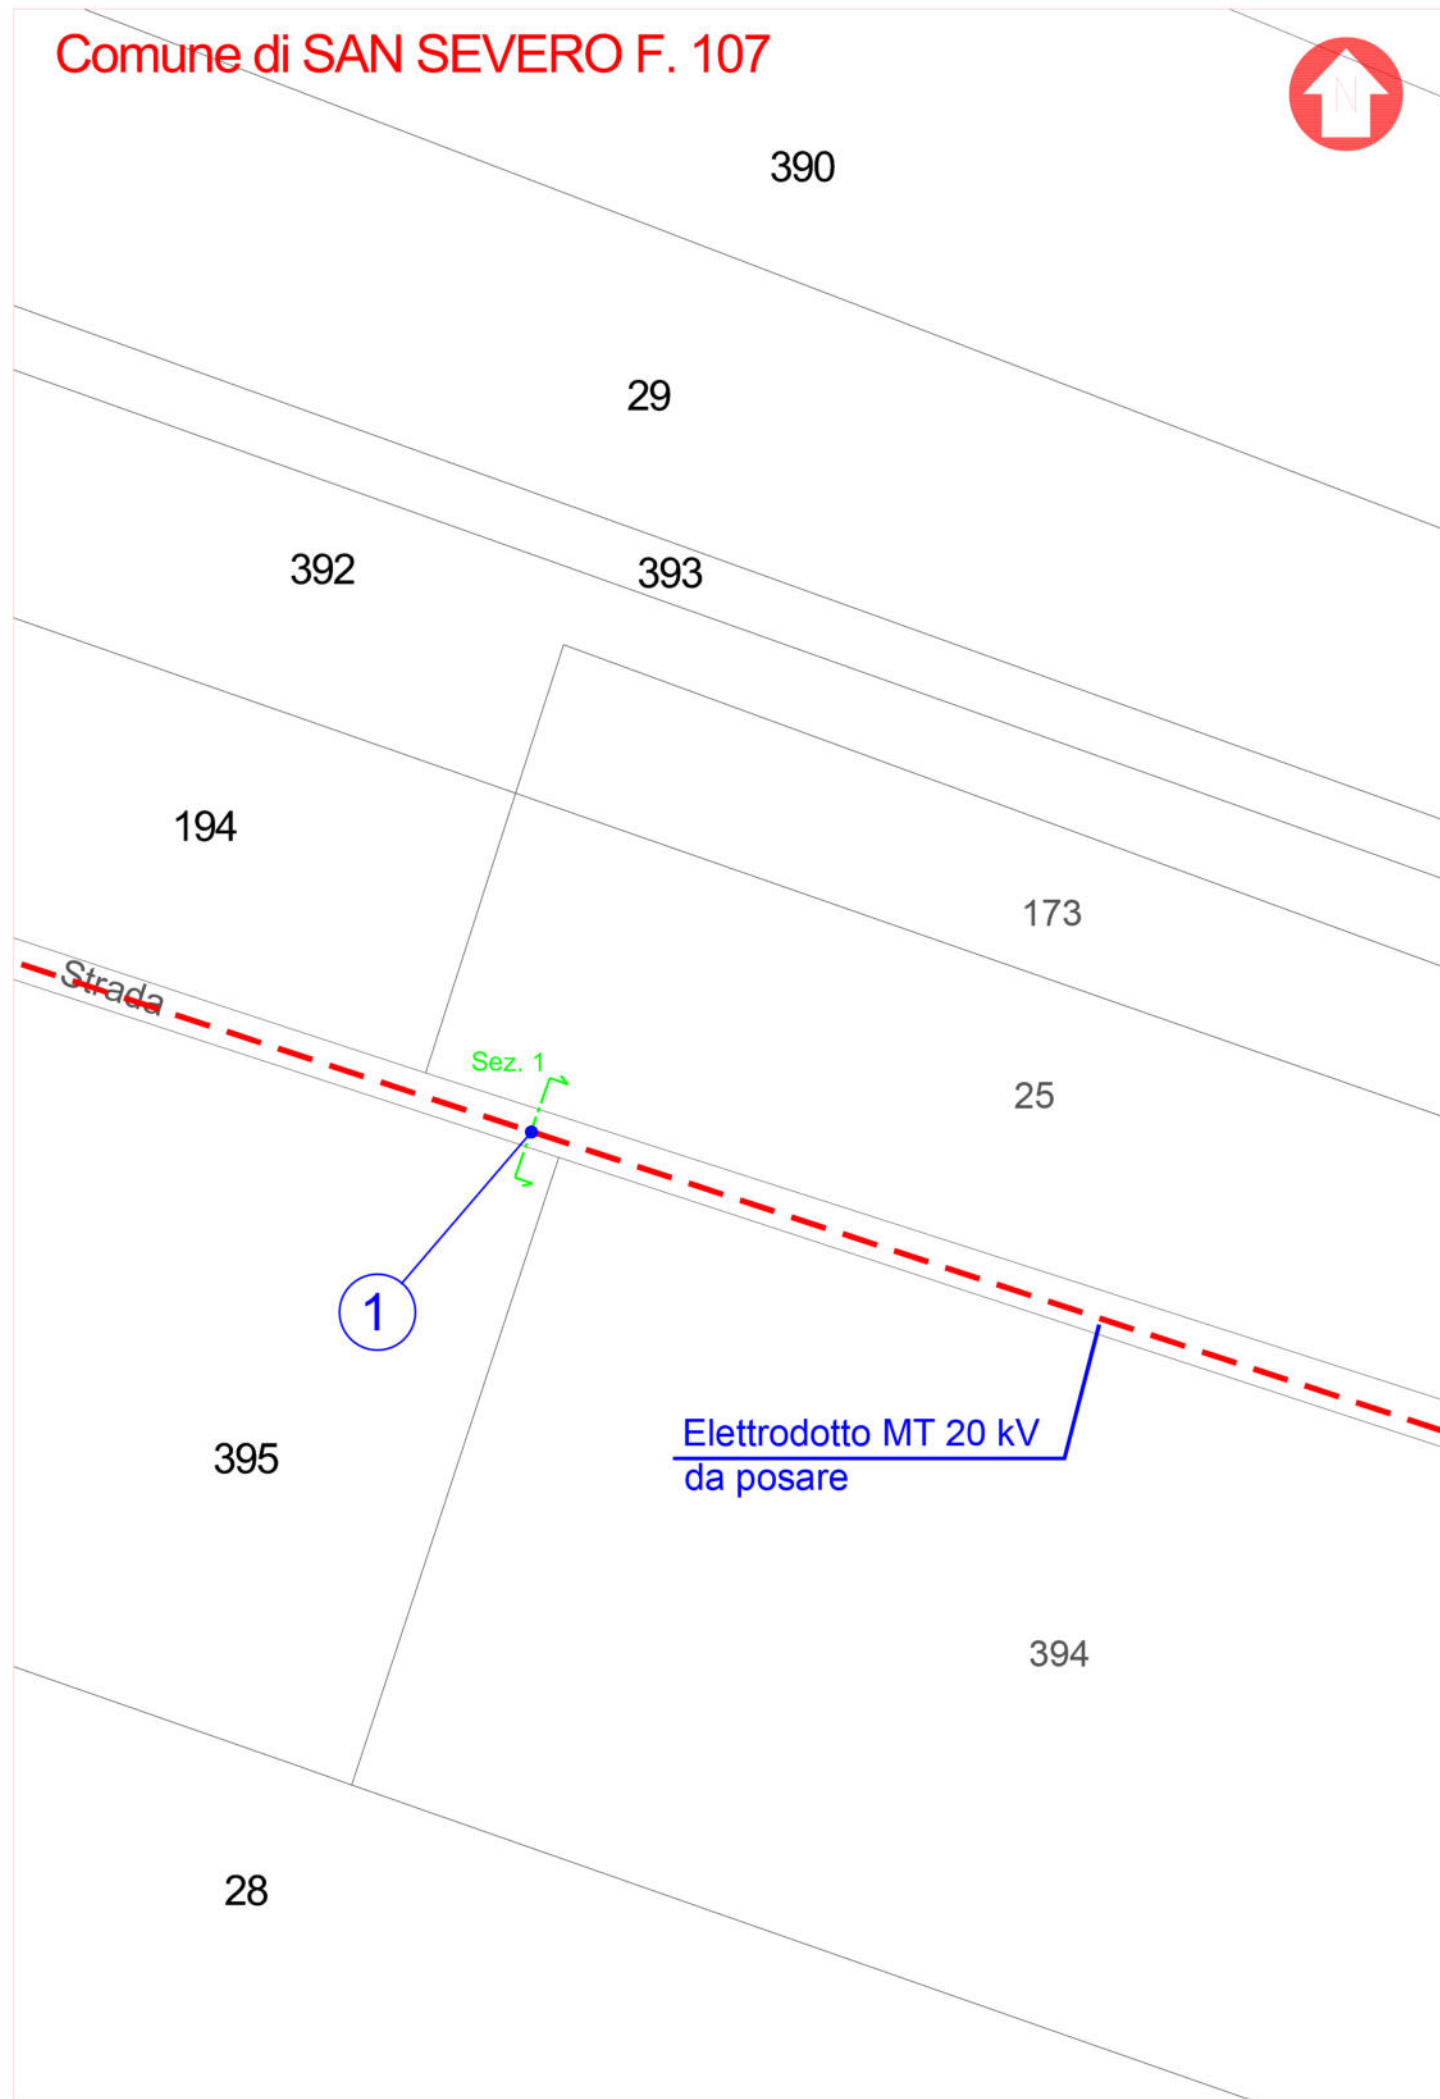 Comune di SAN SEVERO F. 107
N
390
29
392
393
194
173
Strada
Sez. 1
25
1
Elettrodotto MT 20 kV
da posare
395
394
28